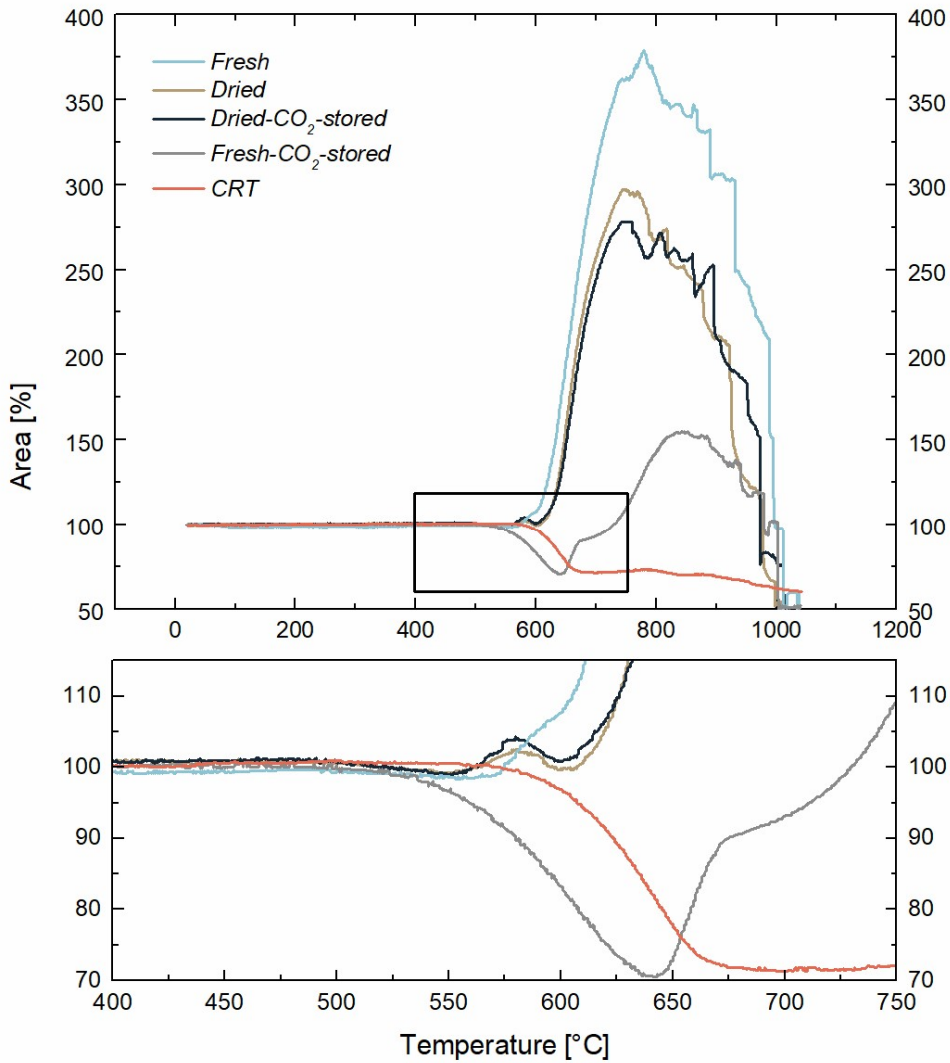 400 400
Fresh
Dried
350 350
Dried-CO₂-stored
Fresh-CO₂-stored
300 CRT 300
250 250
200 200
150 150
100 100
50 50
0 200 400 600 800 1000 1200
Area [%]
110 110
100 100
90 90
80 80
70 70
400 450 500 550 600 650 700 750
Temperature [°C]